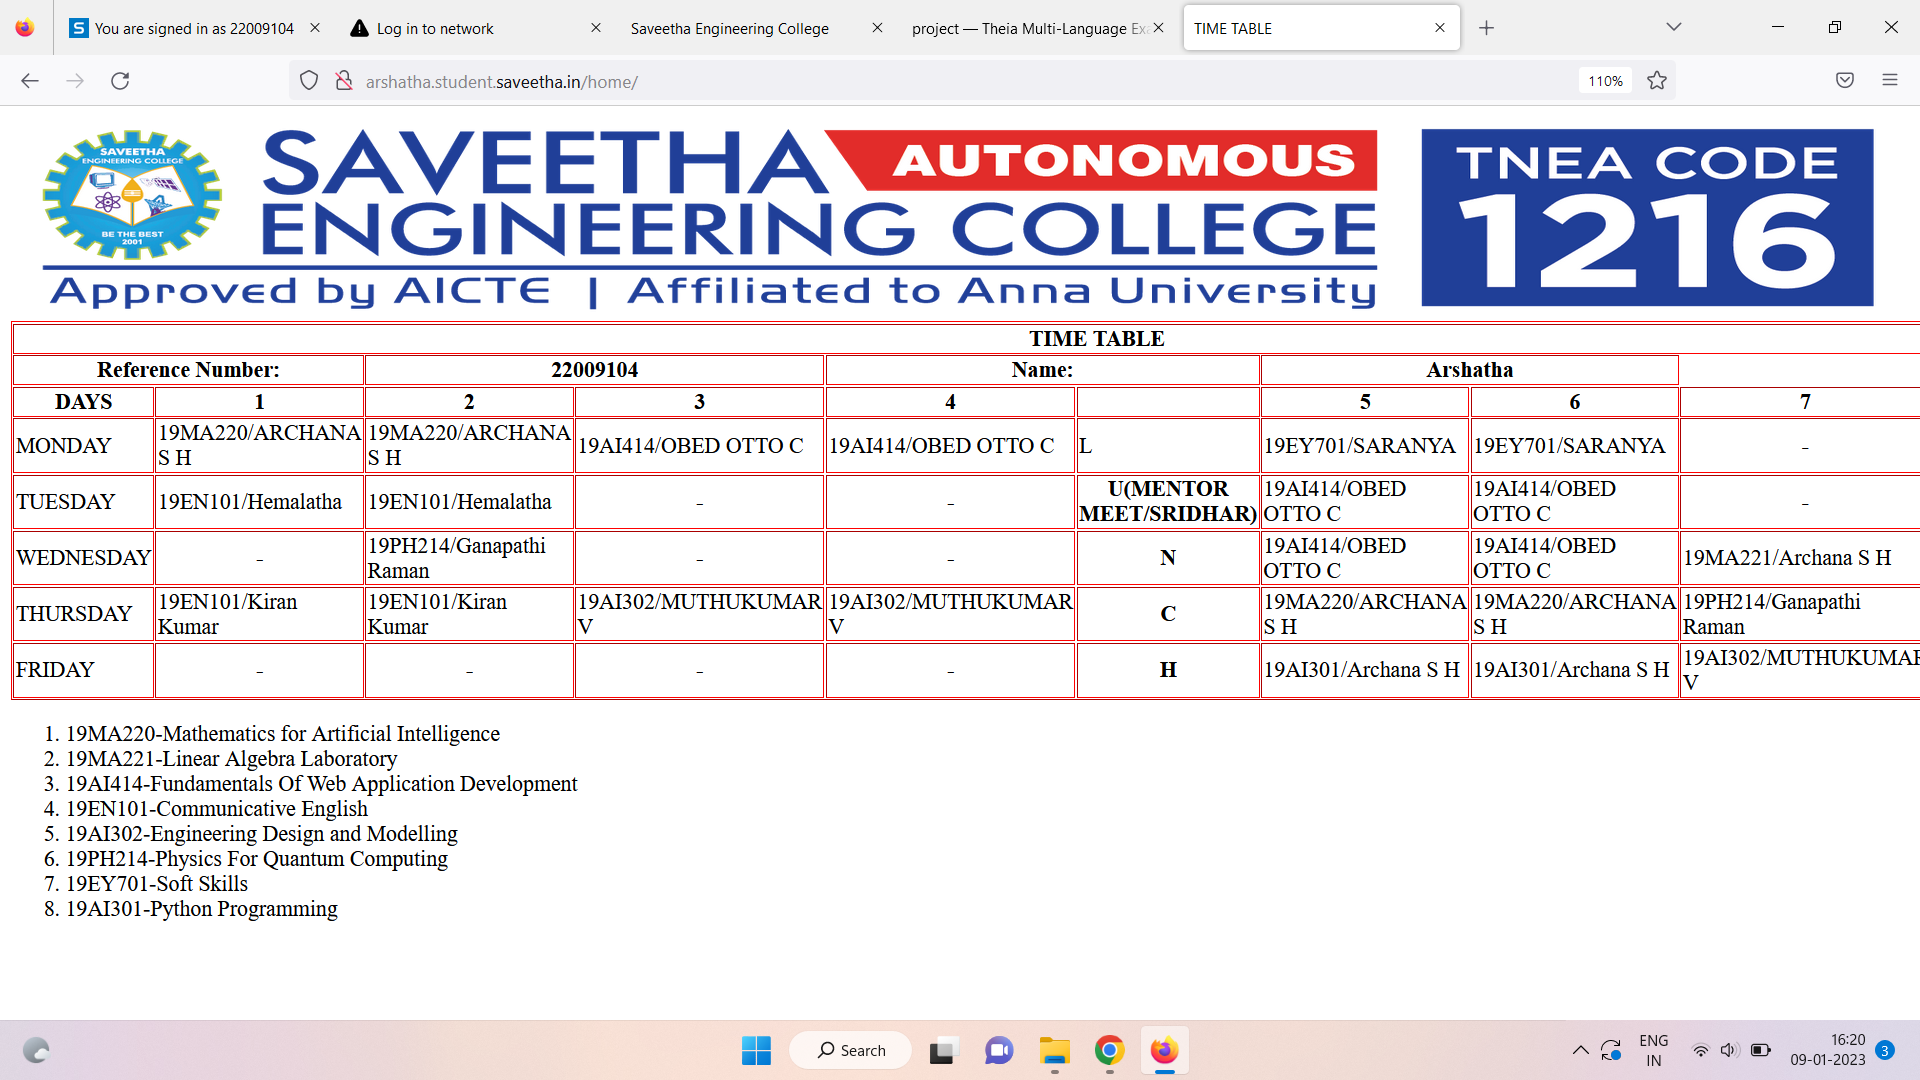 You are signed in as 22009104
Log in to network
Saveetha Engineering College
project — Theia Multi-Language Ex
TIME TABLE
arshatha.student.saveetha.in/home/
110%
SAVEETHA
ENGINEERING COLLEGE
BE THE BEST
2001
SAVEETHA AUTONOMOUS
ENGINEERING COLLEGE
Approved by AICTE | Affiliated to Anna University
TNEA CODE
1216
TIME TABLE
Reference Number: 22009104 Name: Arshatha
DAYS 1 2 3 4 5 6 7
MONDAY 19MA220/ARCHANA S H 19MA220/ARCHANA S H 19AI414/OBED OTTO C 19AI414/OBED OTTO C L 19EY701/SARANYA 19EY701/SARANYA -
TUESDAY 19EN101/Hemalatha 19EN101/Hemalatha - - U(MENTOR MEET/SRIDHAR) 19AI414/OBED OTTO C 19AI414/OBED OTTO C -
WEDNESDAY - 19PH214/Ganapathi Raman - - N 19AI414/OBED OTTO C 19AI414/OBED OTTO C 19MA221/Archana S H
THURSDAY 19EN101/Kiran Kumar 19EN101/Kiran Kumar 19AI302/MUTHUKUMAR V 19AI302/MUTHUKUMAR V C 19MA220/ARCHANA S H 19MA220/ARCHANA S H 19PH214/Ganapathi Raman
FRIDAY - - - - H 19AI301/Archana S H 19AI301/Archana S H 19AI302/MUTHUKUMAR V
1. 19MA220-Mathematics for Artificial Intelligence
2. 19MA221-Linear Algebra Laboratory
3. 19AI414-Fundamentals Of Web Application Development
4. 19EN101-Communicative English
5. 19AI302-Engineering Design and Modelling
6. 19PH214-Physics For Quantum Computing
7. 19EY701-Soft Skills
8. 19AI301-Python Programming
Search
ENG
IN
16:20
09-01-2023
3